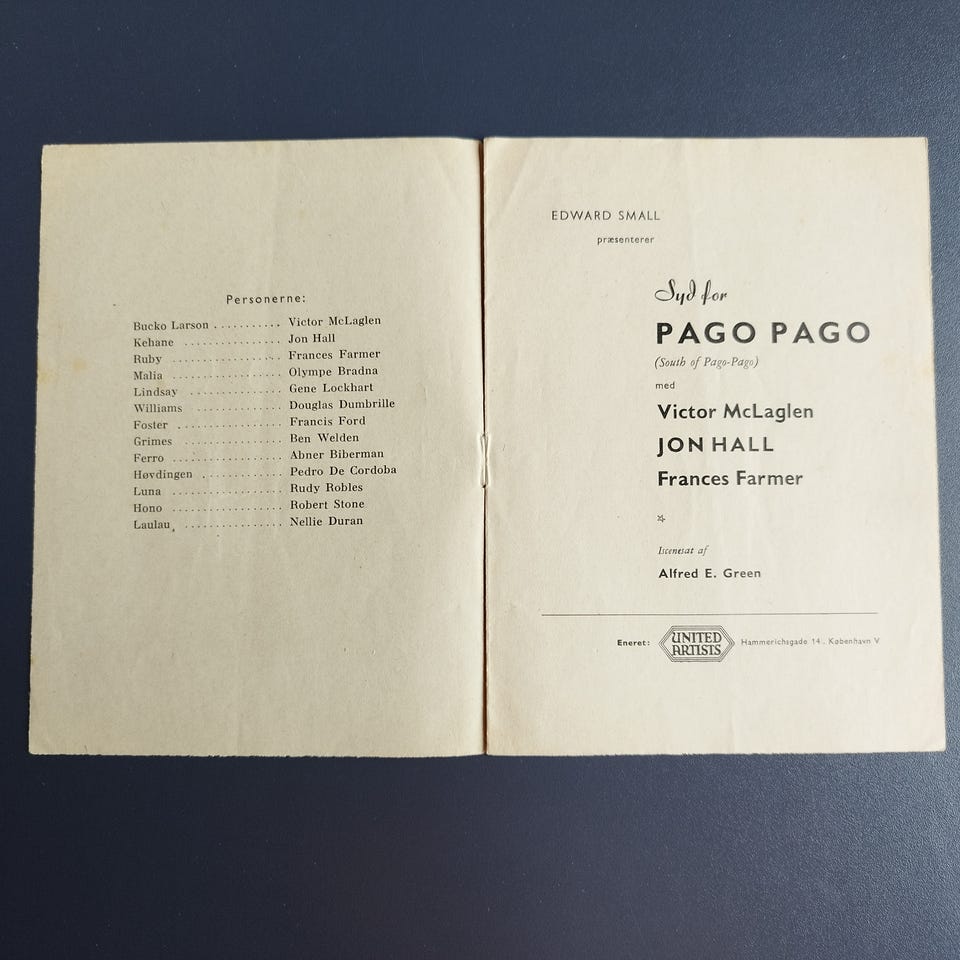 Personerne:
Bucko Larson .......... Victor McLaglen
Kehane ............... Jon Hall
Ruby ................ Frances Farmer
Malia ................ Olympe Bradna
Lindsay .............. Gene Lockhart
Williams .............. Douglas Dumbrille
Foster ................ Francis Ford
Grimes ............... Ben Welden
Ferro ................. Abner Biberman
Høvdingen ............ Pedro De Cordoba
Luna ................. Rudy Robles
Hono ................. Robert Stone
Laulau ............... Nellie Duran
EDWARD SMALL
præsenterer
Syd for
PAGO PAGO
(South of Pago-Pago)
med
Victor McLaglen
JON HALL
Frances Farmer
Iscenesat af
Alfred E. Green
Eneret: UNITED ARTISTS Hammerichsgade 14. København V